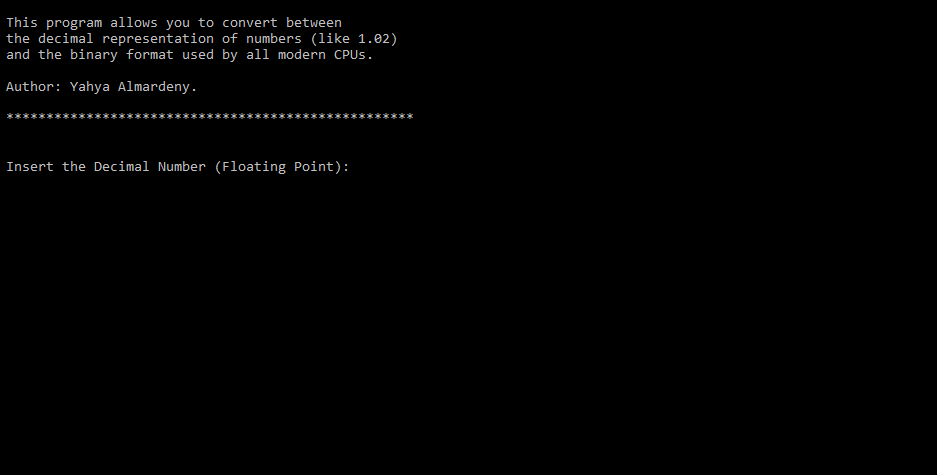 This program allows you to convert between
the decimal representation of numbers (like 1.02)
and the binary format used by all modern CPUs.
Author: Yahya Almardeny.
***************************************************
Insert the Decimal Number (Floating Point):